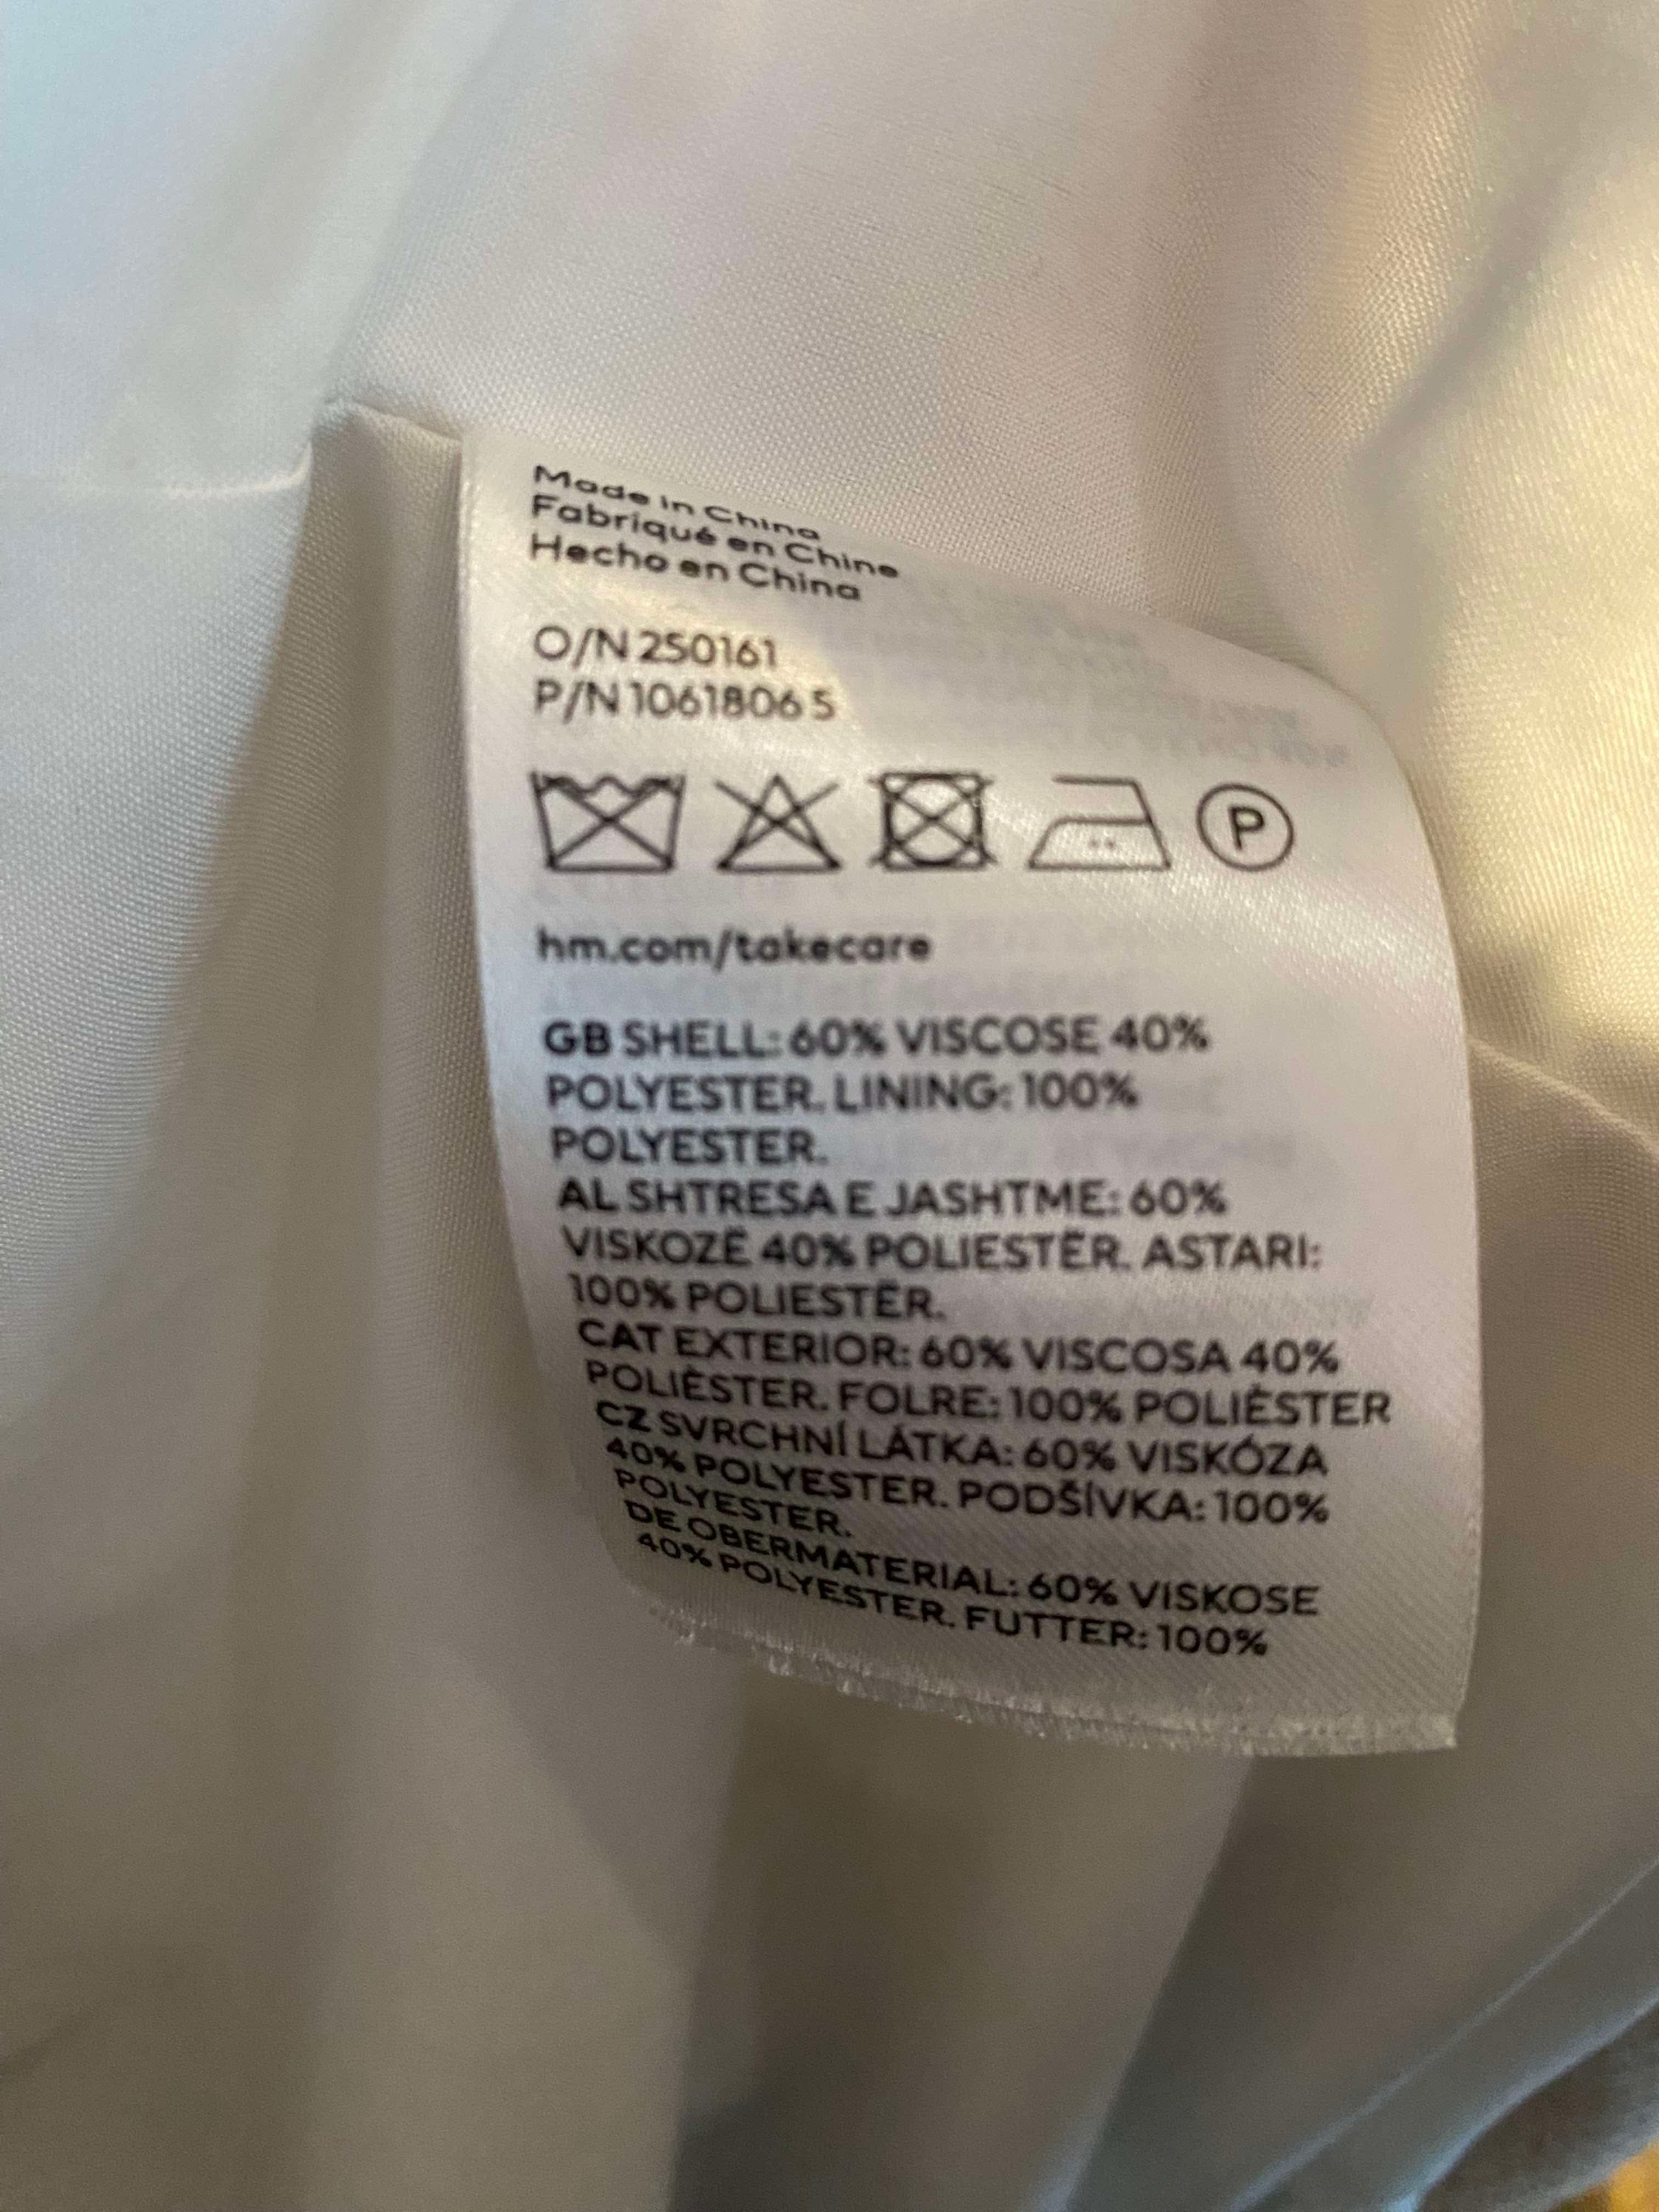 Made in China
Fabriqué en Chine
Hecho en China
O/N 250161
P/N 10618065
P
hm.com/takecare
GB SHELL: 60% VISCOSE 40%
POLYESTER. LINING: 100%
POLYESTER.
AL SHTRESA E JASHTME: 60%
VISKOZË 40% POLIESTËR. ASTARI:
100% POLIESTËR.
CAT EXTERIOR: 60% VISCOSA 40%
POLIÈSTER. FOLRE: 100% POLIÈSTER
CZ SVRCHNÍ LÁTKA: 60% VISKÓZA
40% POLYESTER. PODŠÍVKA: 100%
POLYESTER.
DE OBERMATERIAL: 60% VISKOSE
40% POLYESTER. FUTTER: 100%